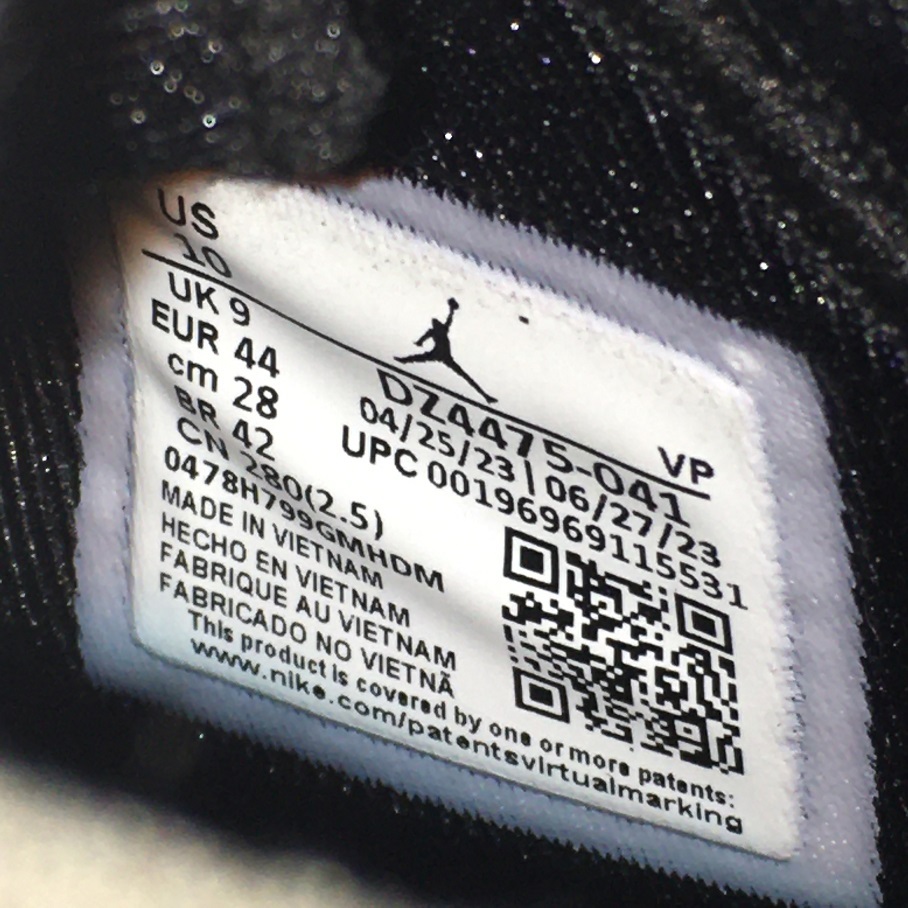 US
10
UK 9
EUR 44
cm 28
BR 42
CN 280(2.5)
VP
DZ4475-041
04/25/23 | 06/27/23
UPC 00196969115531
0478H799GMHDM
MADE IN VIETNAM
HECHO EN VIETNAM
FABRIQUE AU VIETNAM
FABRICADO NO VIETNÃ
This product is covered by one or more patents:
www.nike.com/patentsvirtualmarking